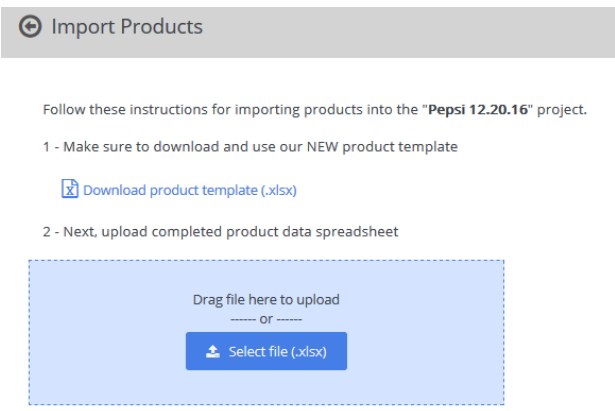 Import Products
Follow these instructions for importing products into the "Pepsi 12.20.16" project.
1 - Make sure to download and use our NEW product template
Download product template (.xlsx)
2 - Next, upload completed product data spreadsheet
Drag file here to upload
------ or ------
Select file (.xlsx)